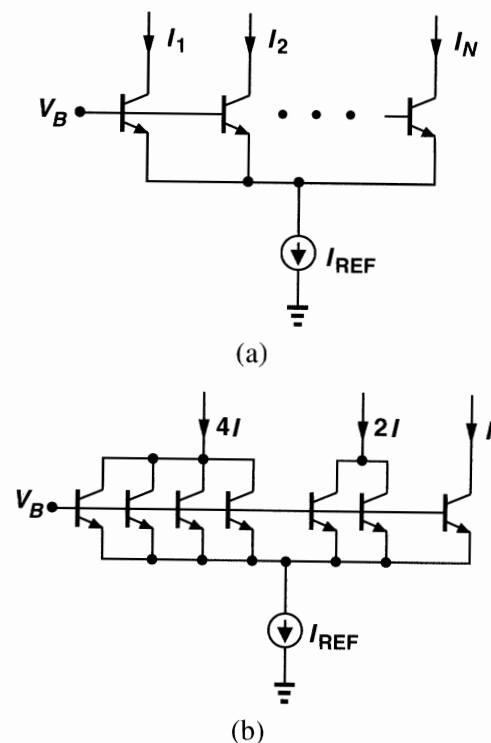 I1 I2 IN
VB
IREF
(a)
4I 2I I
VB
IREF
(b)